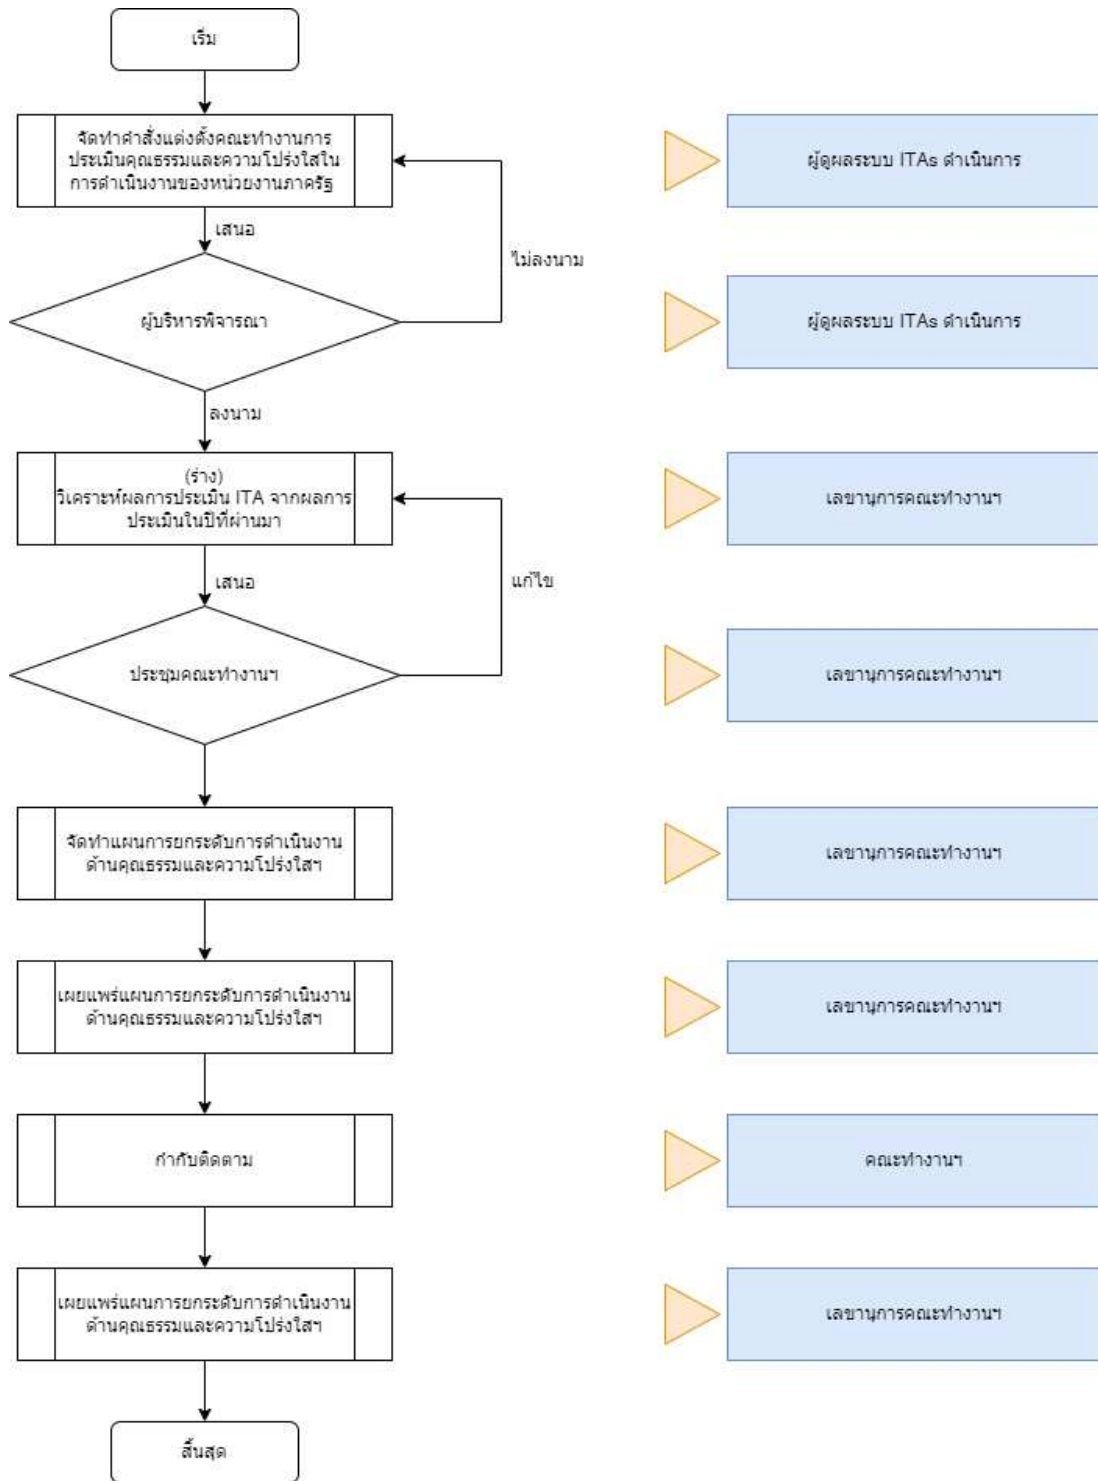 เริ่ม
จัดทำคำสั่งแต่งตั้งคณะทำงานการ
ประเมินคุณธรรมและความโปร่งใสใน
การดำเนินงานของหน่วยงานภาครัฐ
ผู้ดูผลระบบ ITAs ดำเนินการ
เสนอ
ไม่ลงนาม
ผู้บริหารพิจารณา
ผู้ดูผลระบบ ITAs ดำเนินการ
ลงนาม
(ร่าง)
วิเคราะห์ผลการประเมิน ITA จากผลการ
ประเมินในปีที่ผ่านมา
เลขานุการคณะทำงานฯ
เสนอ
แก้ไข
ประชุมคณะทำงานฯ
เลขานุการคณะทำงานฯ
จัดทำแผนการยกระดับการดำเนินงาน
ด้านคุณธรรมและความโปร่งใสฯ
เลขานุการคณะทำงานฯ
เผยแพร่แผนการยกระดับการดำเนินงาน
ด้านคุณธรรมและความโปร่งใสฯ
เลขานุการคณะทำงานฯ
กำกับติดตาม
คณะทำงานฯ
เผยแพร่แผนการยกระดับการดำเนินงาน
ด้านคุณธรรมและความโปร่งใสฯ
เลขานุการคณะทำงานฯ
สิ้นสุด